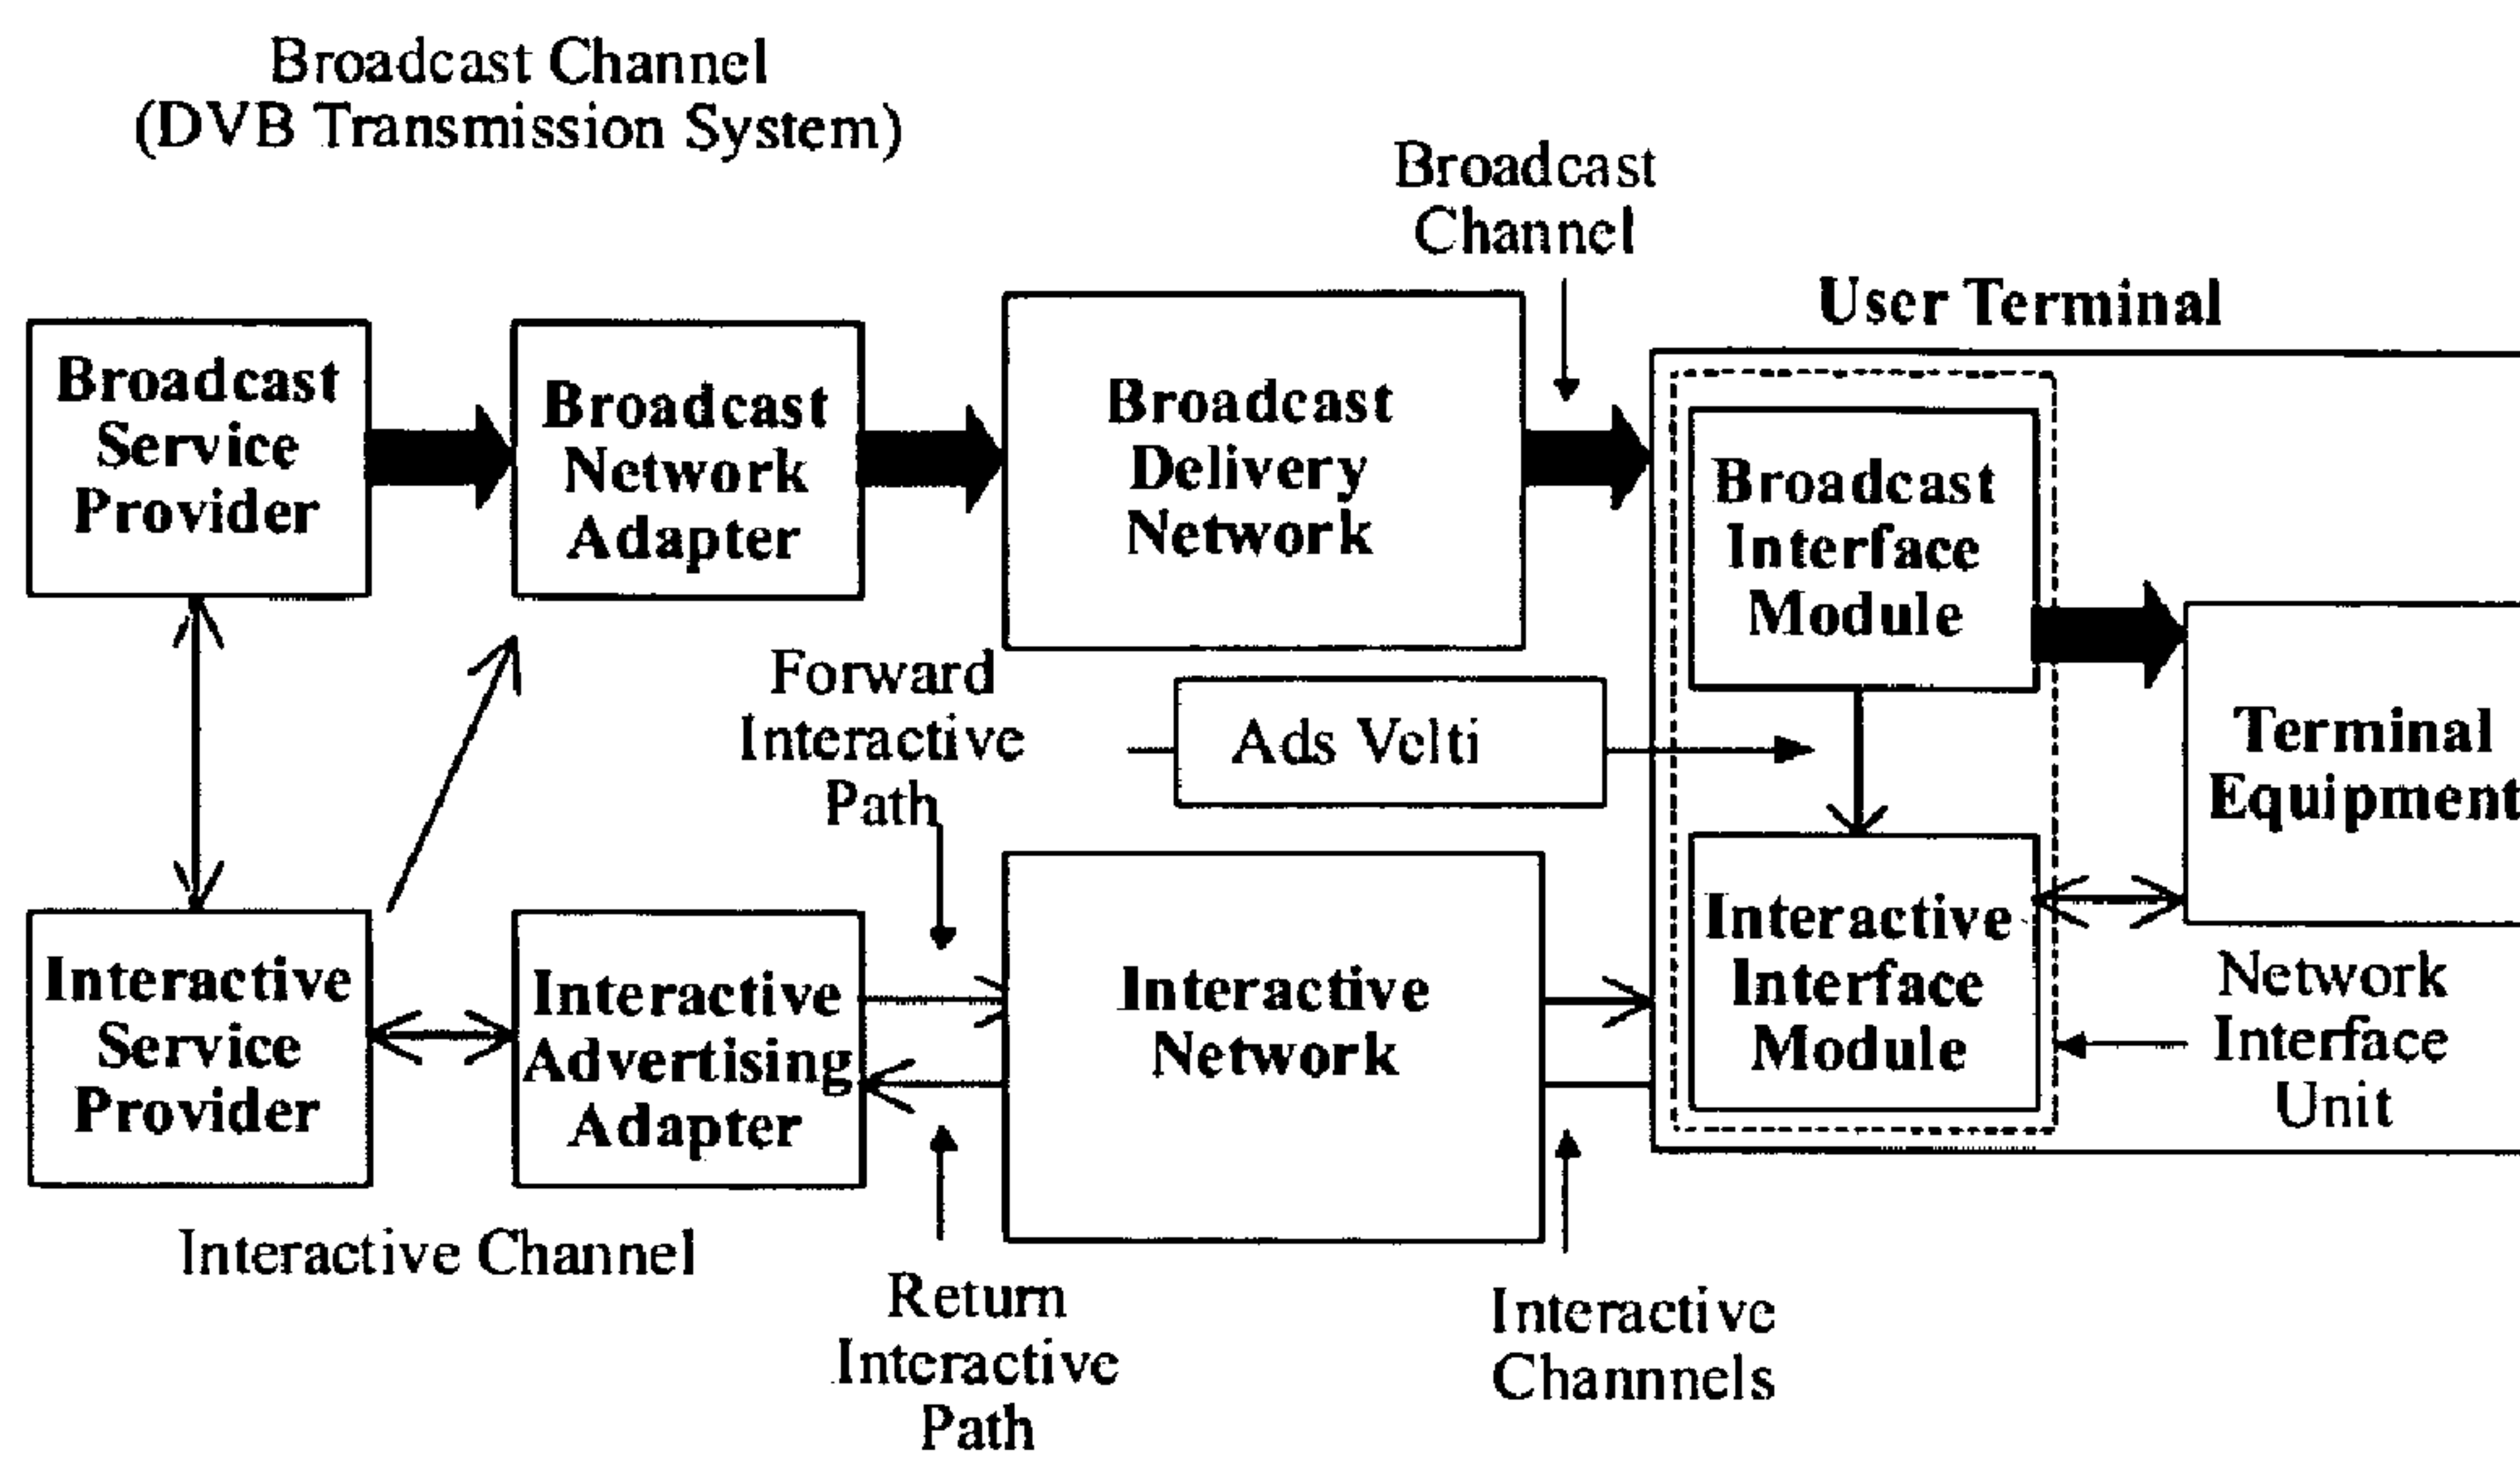 Broadcast Channel
(DVB Transmission System)
Broadcast
Channel
User Terminal
Broadcast
Service
Provider
Broadcast
Network
Adapter
Broadcast
Delivery
Network
Broadcast
Interface
Module
Forward
Interactive
Path
Ads Velti
Terminal
Equipment
Interactive
Service
Provider
Interactive
Advertising
Adapter
Interactive
Network
Interactive
Interface
Module
Network
Interface
Unit
Interactive Channel
Return
Interactive
Path
Interactive
Channnels